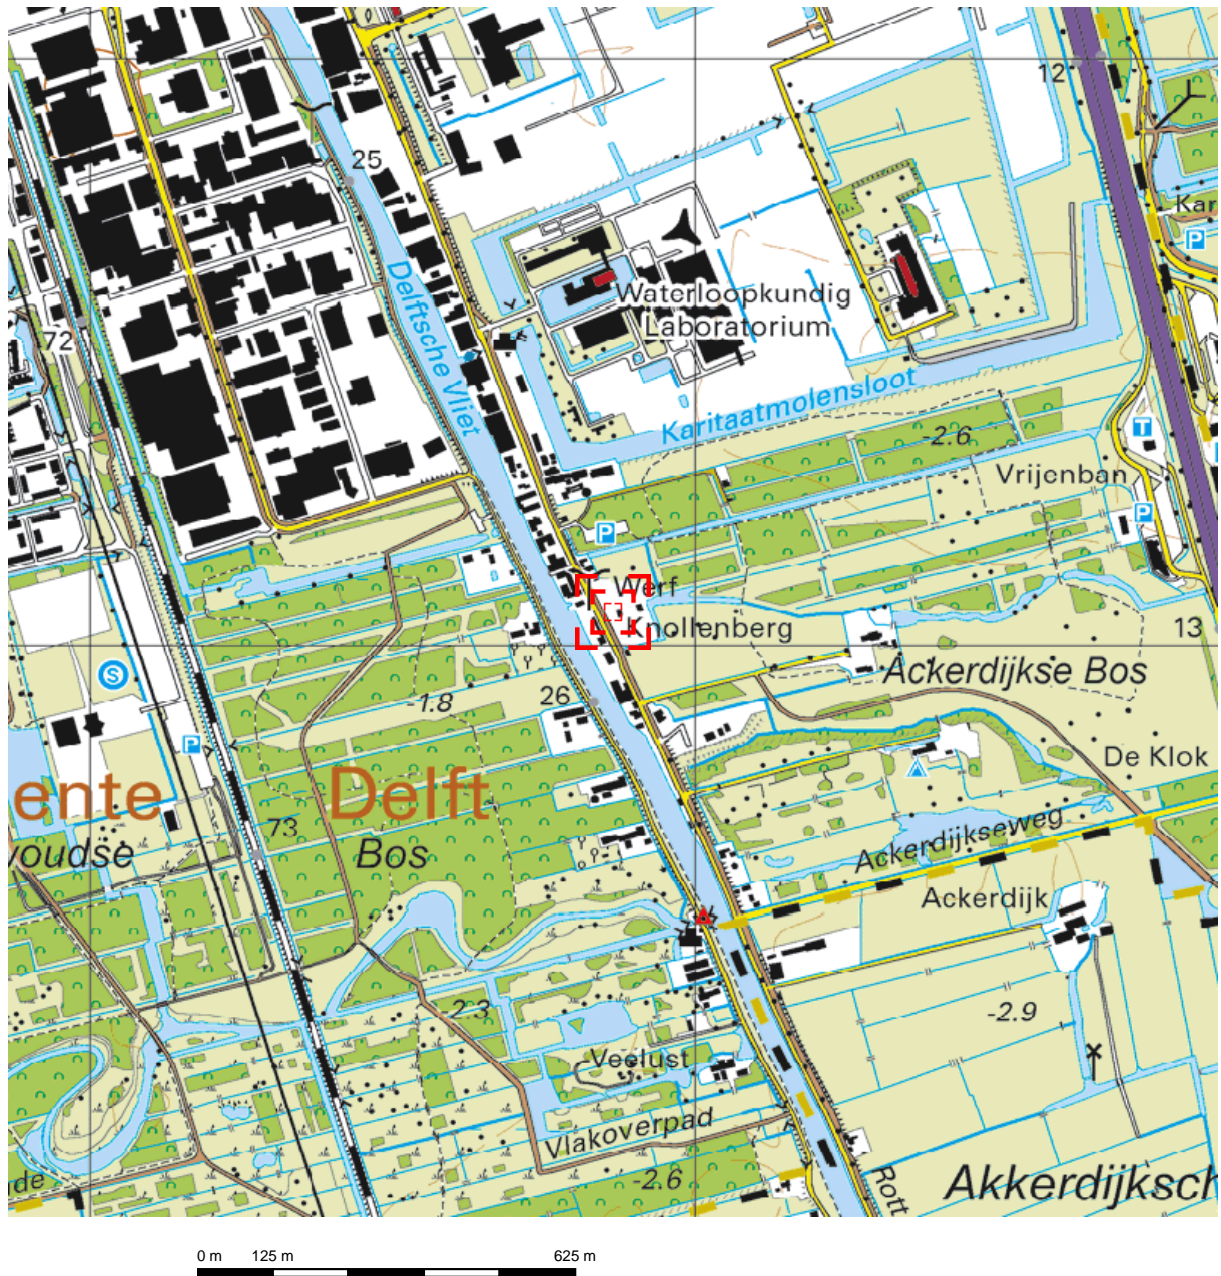 12
25
Kar
P
Delftsche Vliet
Waterloopkundig
Laboratorium
72
Karitaatmolensloot
-2.6
T
Vrijenban
P
P
Werf
Knollenberg
13
S
Ackerdijkse Bos
-1.8
26
P
De Klok
ente
Delft
73
Ackerdijkseweg
voudse
Bos
Ackerdijk
-2.3
-2.9
Veelust
Vlakoverpad
-2.6
de
Rott
Akkerdijksch
0 m
125 m
625 m